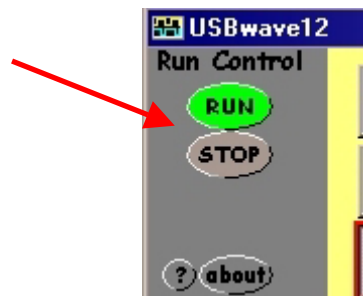 USBwave12
Run Control
RUN
STOP
? about